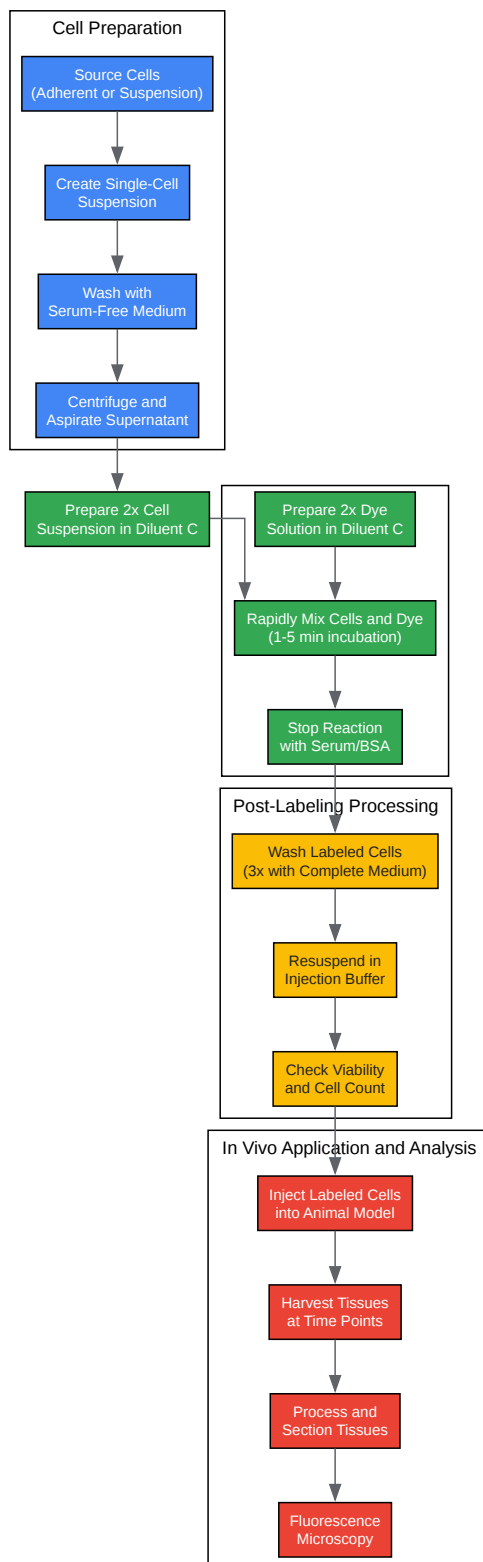 Cell Preparation
Source Cells
(Adherent or Suspension)
Create Single-Cell
Suspension
Wash with
Serum-Free Medium
Centrifuge and
Aspirate Supernatant
Prepare 2x Cell
Suspension in Diluent C
Prepare 2x Dye
Solution in Diluent C
Rapidly Mix Cells and Dye
(1-5 min incubation)
Stop Reaction
with Serum/BSA
Post-Labeling Processing
Wash Labeled Cells
(3x with Complete Medium)
Resuspend in
Injection Buffer
Check Viability
and Cell Count
In Vivo Application and Analysis
Inject Labeled Cells
into Animal Model
Harvest Tissues
at Time Points
Process and
Section Tissues
Fluorescence
Microscopy